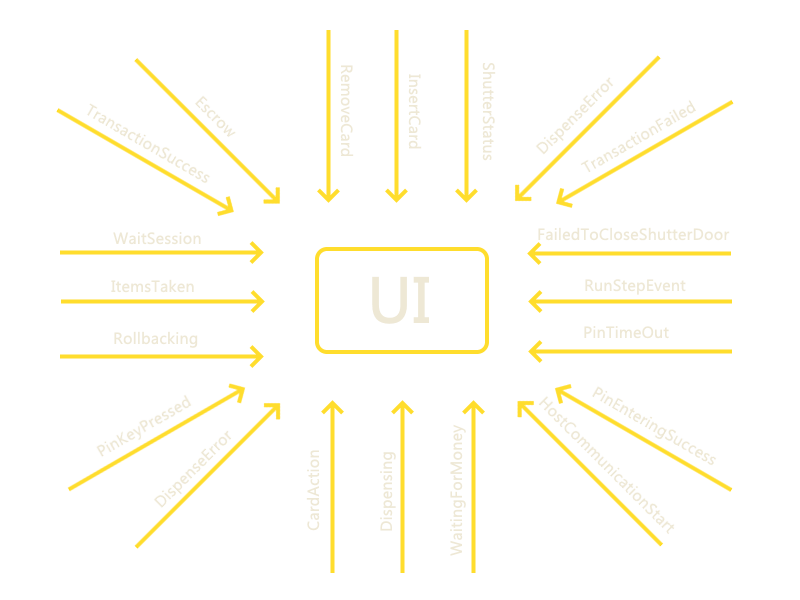 RemoveCard
InsertCard
ShutterStatus
Escrow
TransactionSuccess
DispenseError
TransactionFailed
WaitSession
FailedToCloseShutterDoor
ItemsTaken
UI
RunStepEvent
Rollbacking
PinTimeOut
PinKeyPressed
DispenseError
CardAction
Dispensing
WaitingForMoney
HostCommunicationStart
PinEnteringSuccess